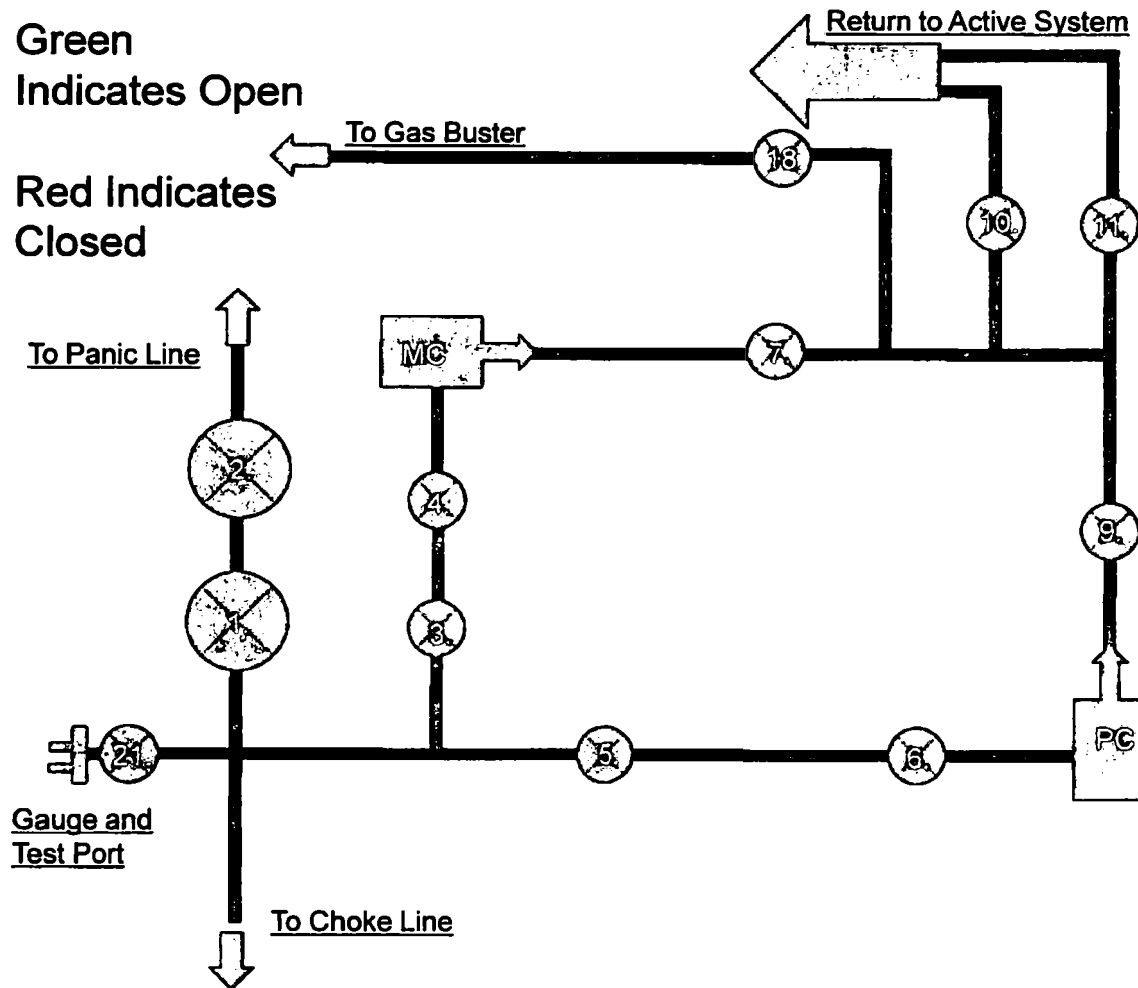 Green
Indicates Open
Red Indicates
Closed
Return to Active System
To Gas Buster
18.
10.
11.
To Panic Line
MC
7.
2.
4.
9.
1.
3.
21.
5.
6.
PC
Gauge and
Test Port
To Choke Line